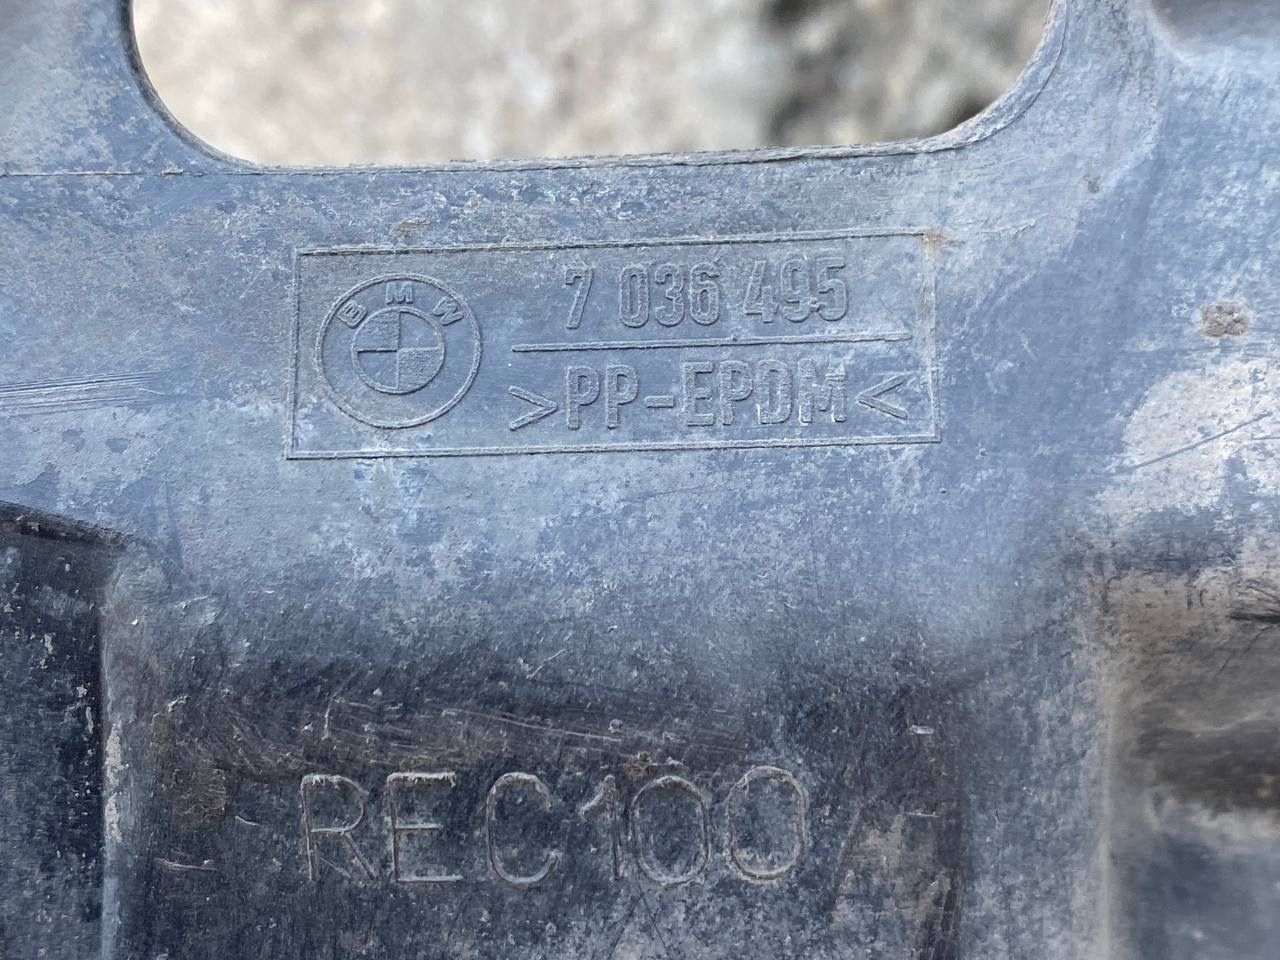 BMW
7 036 495
>PP-EPDM<
REC100